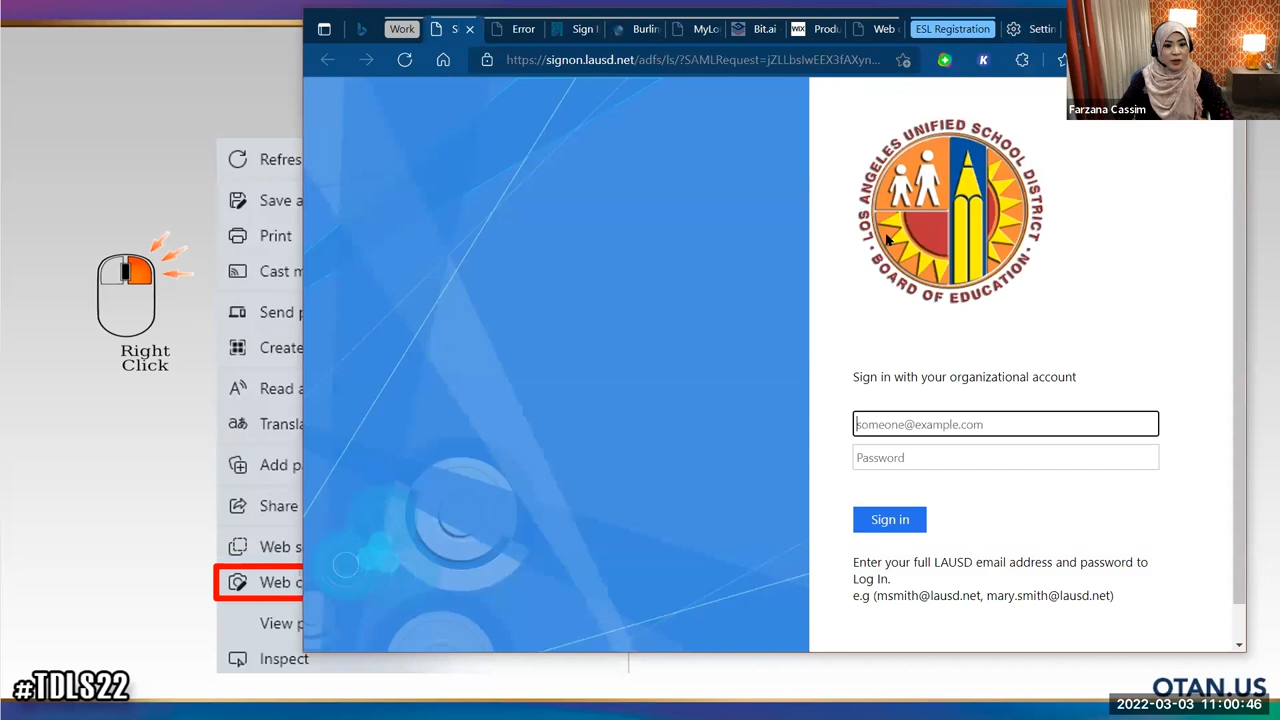 Work
S
Error
Sign I
Burlin
MyLo
Bit.ai
WIX
Produ
Web
ESL Registration
Settin
https://signon.lausd.net/adfs/ls/?SAMLRequest=jZLLbslwEEX3fAXyn...
K
Farzana Cassim
LOS ANGELES UNIFIED SCHOOL DISTRICT
• BOARD OF EDUCATION •
Refres
Save a
Print
Cast m
Send p
Create
Read a
Transla
Add pa
Share
Web s
Web c
View p
Inspect
Right
Click
Sign in with your organizational account
someone@example.com
Password
Sign in
Enter your full LAUSD email address and password to
Log In.
e.g (msmith@lausd.net, mary.smith@lausd.net)
#TDLS22
OTAN.US
2022-03-03 11:00:46